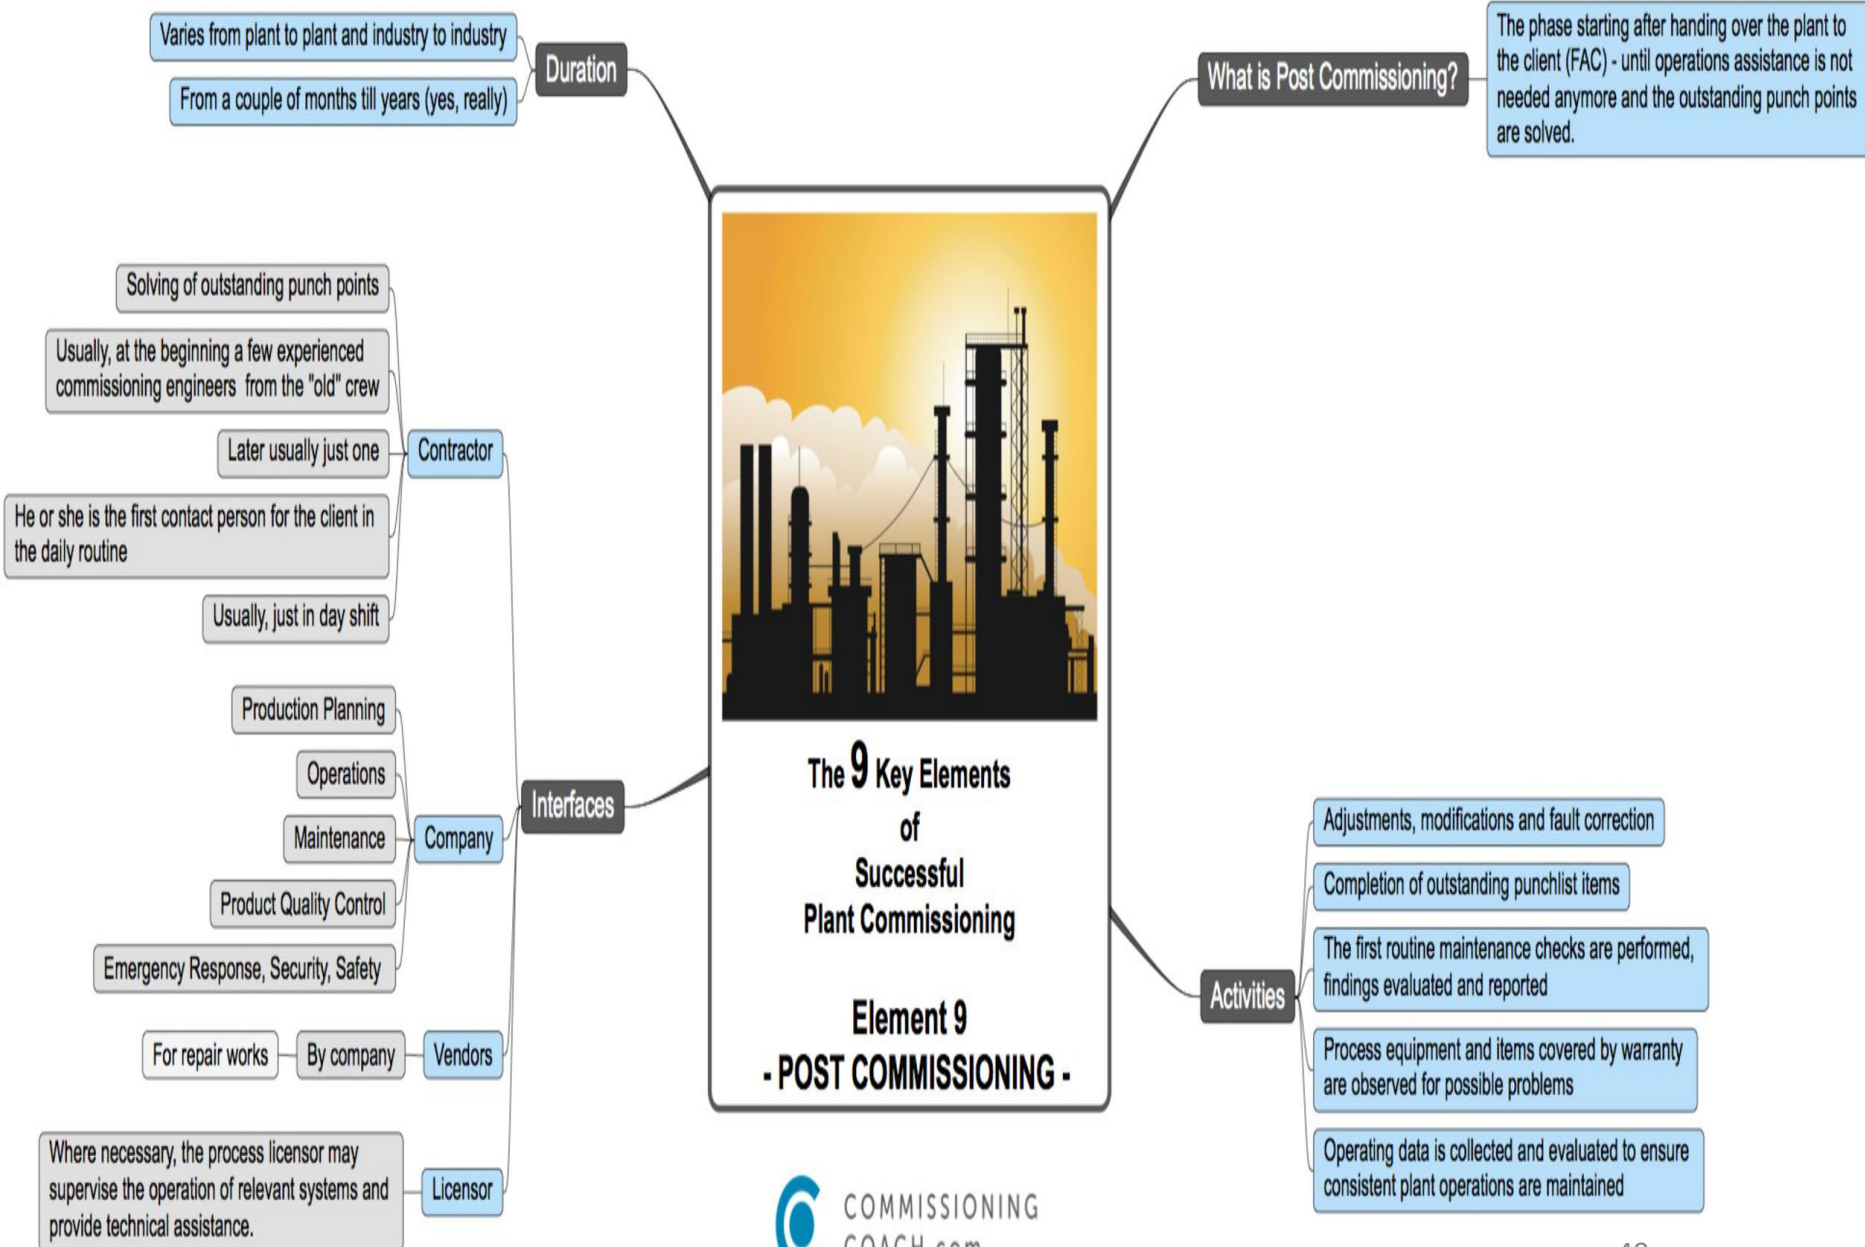 Varies from plant to plant and industry to industry
From a couple of months till years (yes, really)
Duration
What is Post Commissioning?
The phase starting after handing over the plant to
the client (FAC) - until operations assistance is not
needed anymore and the outstanding punch points
are solved.
Solving of outstanding punch points
Usually, at the beginning a few experienced
commissioning engineers from the "old" crew
Later usually just one
He or she is the first contact person for the client in
the daily routine
Usually, just in day shift
Contractor
Production Planning
Operations
Maintenance
Product Quality Control
Emergency Response, Security, Safety
Company
Interfaces
For repair works
By company
Vendors
Where necessary, the process licensor may
supervise the operation of relevant systems and
provide technical assistance.
Licensor
The 9 Key Elements
of
Successful
Plant Commissioning
Element 9
- POST COMMISSIONING -
Activities
Adjustments, modifications and fault correction
Completion of outstanding punchlist items
The first routine maintenance checks are performed,
findings evaluated and reported
Process equipment and items covered by warranty
are observed for possible problems
Operating data is collected and evaluated to ensure
consistent plant operations are maintained
COMMISSIONING
COACH.com